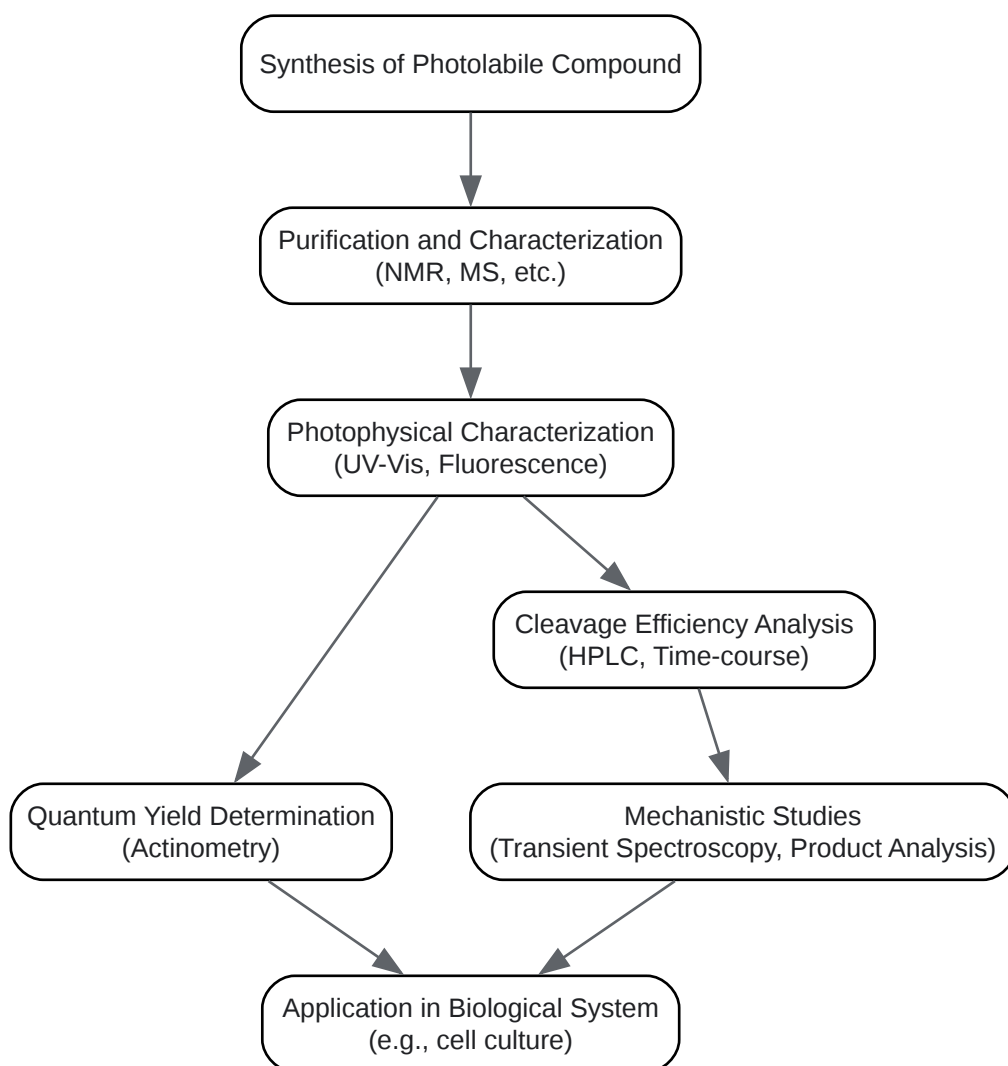 Synthesis of Photolabile Compound
Purification and Characterization
(NMR, MS, etc.)
Photophysical Characterization
(UV-Vis, Fluorescence)
Cleavage Efficiency Analysis
(HPLC, Time-course)
Quantum Yield Determination
(Actinometry)
Mechanistic Studies
(Transient Spectroscopy, Product Analysis)
Application in Biological System
(e.g., cell culture)